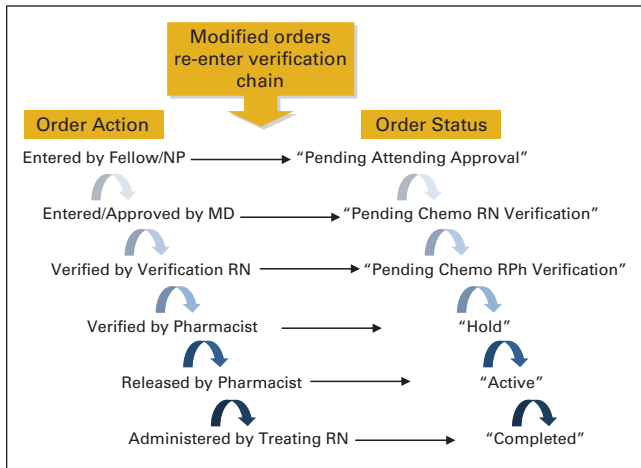 Modified orders
re-enter verification
chain
Order Action
Order Status
Entered by Fellow/NP
“Pending Attending Approval”
Entered/Approved by MD
“Pending Chemo RN Verification”
Verified by Verification RN
“Pending Chemo RPh Verification”
Verified by Pharmacist
“Hold”
Released by Pharmacist
“Active”
Administered by Treating RN
“Completed”